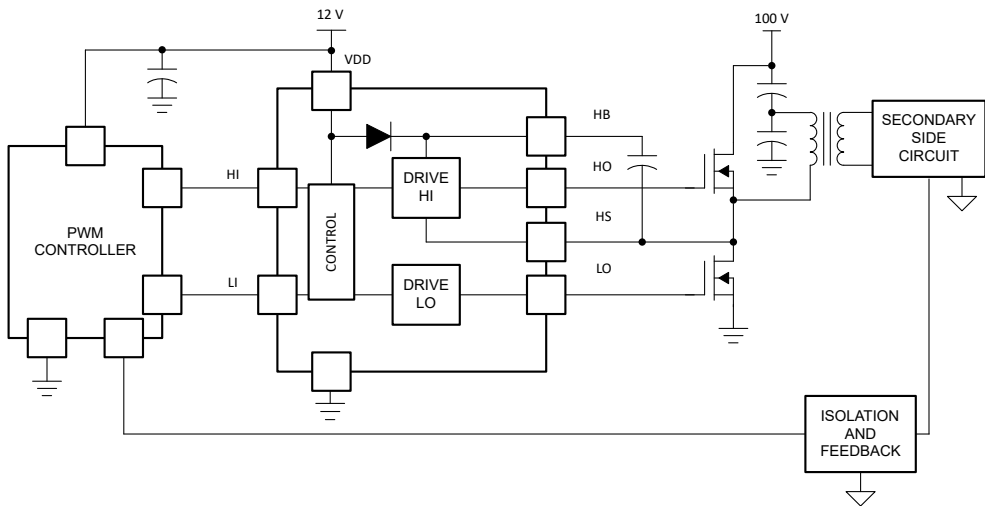 12 V
100 V
VDD
HB
SECONDARY
SIDE
CIRCUIT
HI
DRIVE
HI
HO
PWM
CONTROLLER
CONTROL
HS
LI
DRIVE
LO
LO
ISOLATION
AND
FEEDBACK